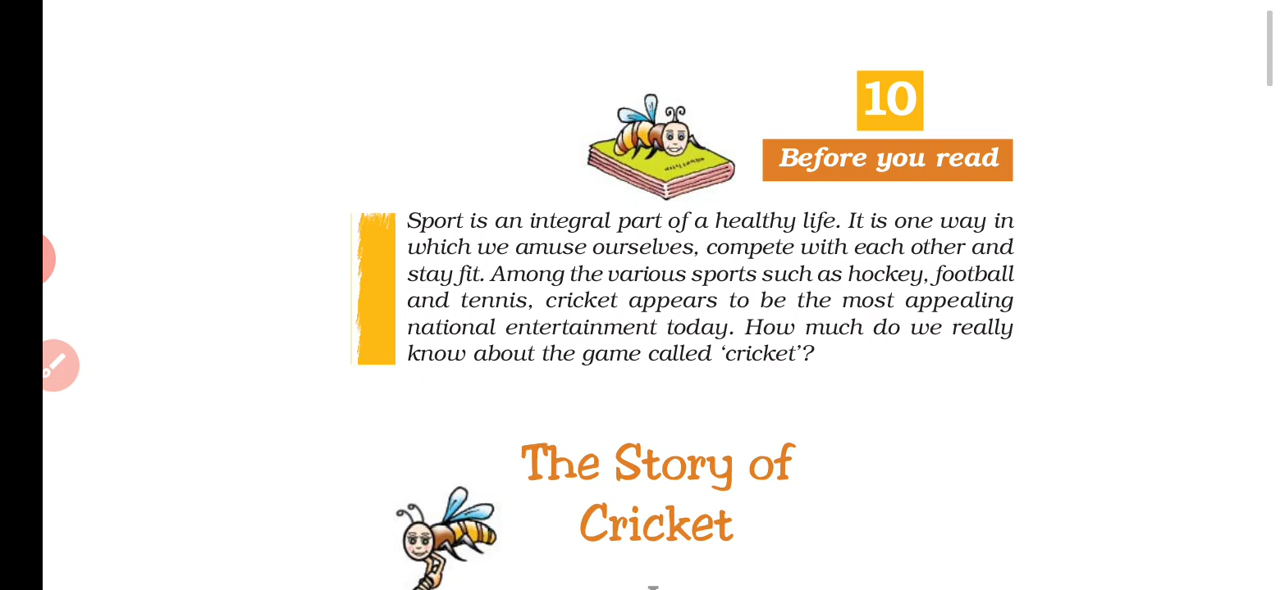 10
Before you read
Sport is an integral part of a healthy life. It is one way in
which we amuse ourselves, compete with each other and
stay fit. Among the various sports such as hockey, football
and tennis, cricket appears to be the most appealing
national entertainment today. How much do we really
know about the game called ‘cricket’?
The Story of
Cricket